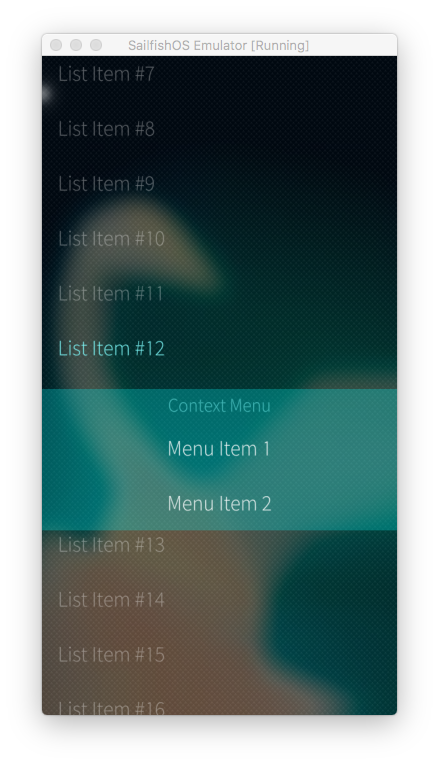 SailfishOS Emulator [Running]
List Item #7
List Item #8
List Item #9
List Item #10
List Item #11
List Item #12
Context Menu
Menu Item 1
Menu Item 2
List Item #13
List Item #14
List Item #15
List Item #16